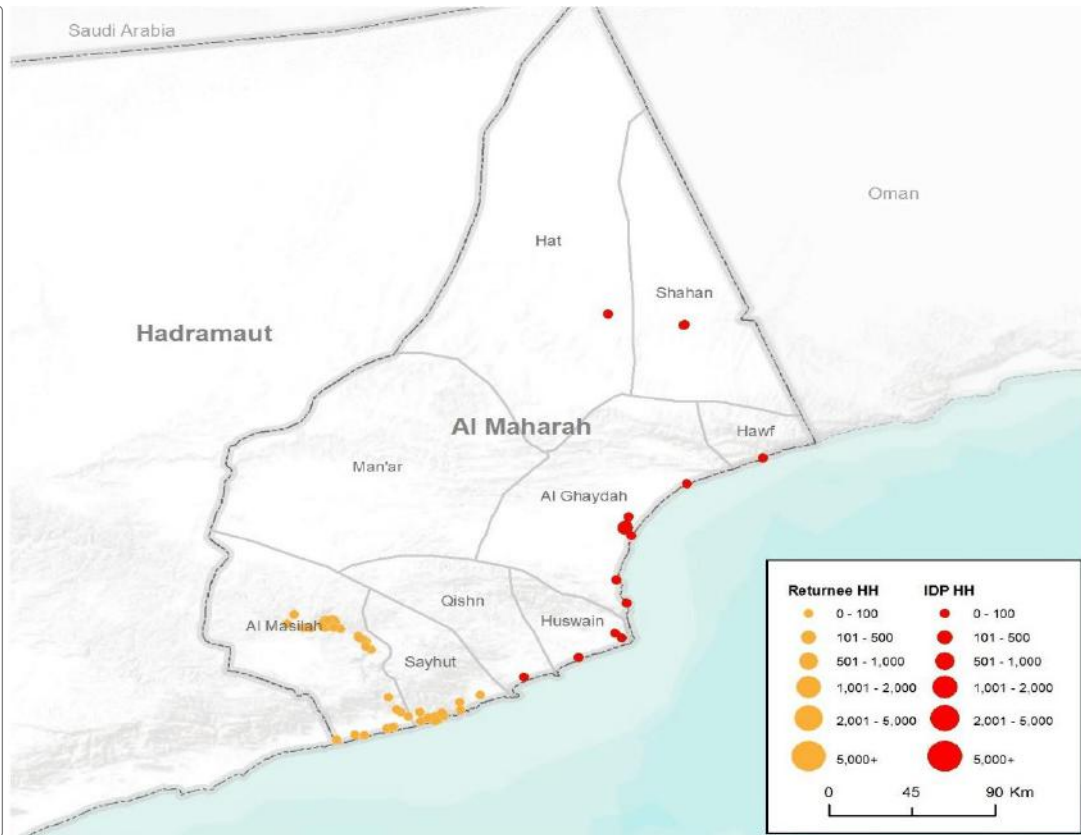 Saudi Arabia
Oman
Hat
Shahan
Hadramaut
Al Maharah
Hawf
Man'ar
Al Ghaydah
Qishn
Huswain
Al Masilah
Sayhut
Returnee HH
0 - 100
101 - 500
501 - 1,000
1,001 - 2,000
2,001 - 5,000
5,000+
IDP HH
0 - 100
101 - 500
501 - 1,000
1,001 - 2,000
2,001 - 5,000
5,000+
0 45 90 Km